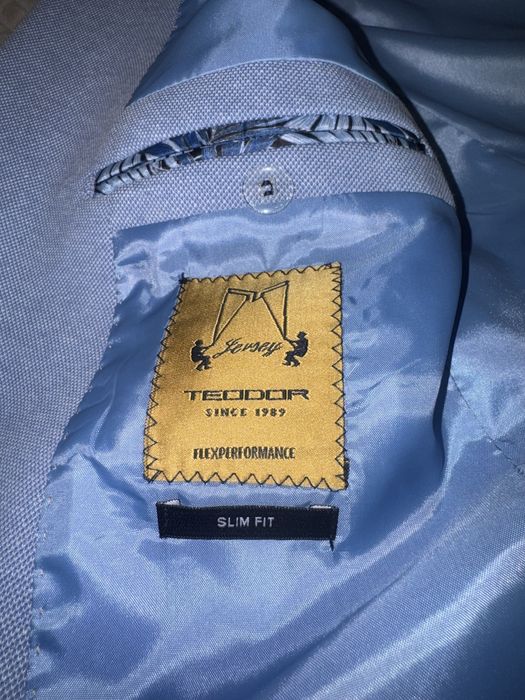 Jersey
TEODOR
SINCE 1989
FLEXPERFORMANCE
SLIM FIT